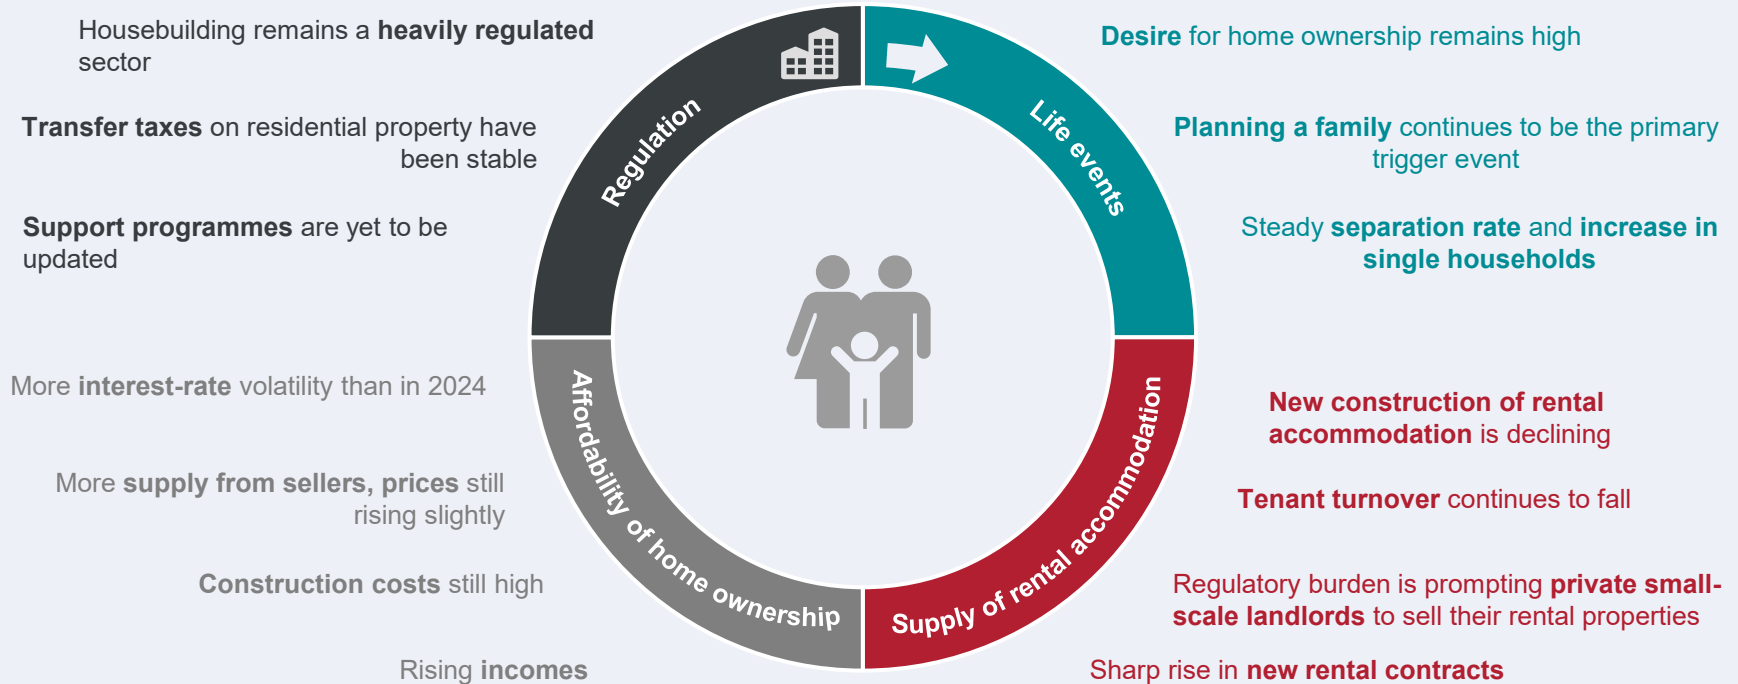 Housebuilding remains a heavily regulated
sector
Transfer taxes on residential property have
been stable
Support programmes are yet to be
updated
Regulation
Life events
Desire for home ownership remains high
Planning a family continues to be the primary
trigger event
Steady separation rate and increase in
single households
More interest-rate volatility than in 2024
More supply from sellers, prices still
rising slightly
Construction costs still high
Rising incomes
Affordability of home ownership
Supply of rental accommodation
New construction of rental
accommodation is declining
Tenant turnover continues to fall
Regulatory burden is prompting private small-
scale landlords to sell their rental properties
Sharp rise in new rental contracts